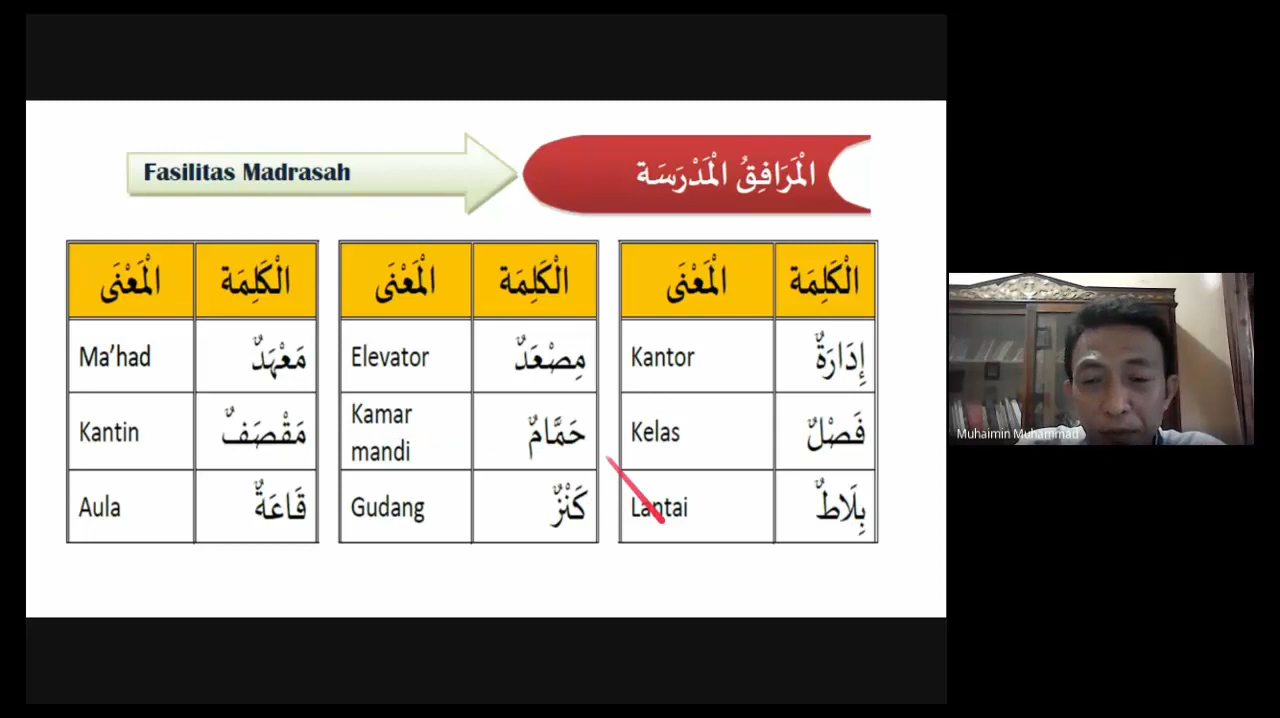 Fasilitas Madrasah
الْمَرَافِقُ الْمَدْرَسَة
الْمَعْنَى الْكَلِمَة
Ma’had مَعْهَدٌ
Kantin مَقْصَفٌ
Aula قَاعَةٌ
الْمَعْنَى الْكَلِمَة
Elevator مِصْعَدٌ
Kamar
mandi حَمَّامٌ
Gudang كَنْزٌ
الْمَعْنَى الْكَلِمَة
Kantor إِدَارَةٌ
Kelas فَصْلٌ
Lantai بِلَاطٌ
Muhaimin Muhammad